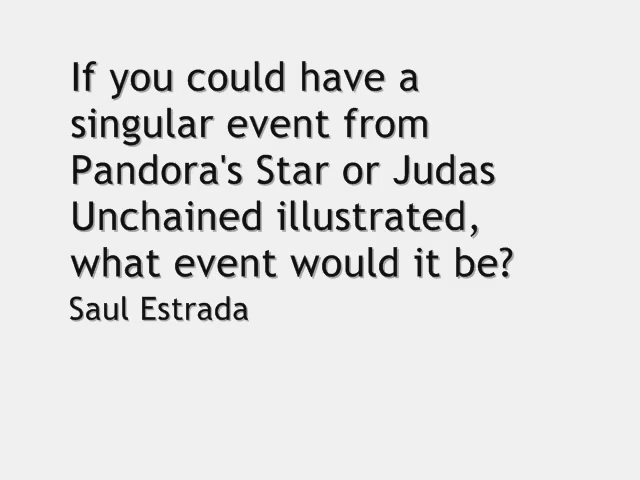 If you could have a
singular event from
Pandora's Star or Judas
Unchained illustrated,
what event would it be?
Saul Estrada